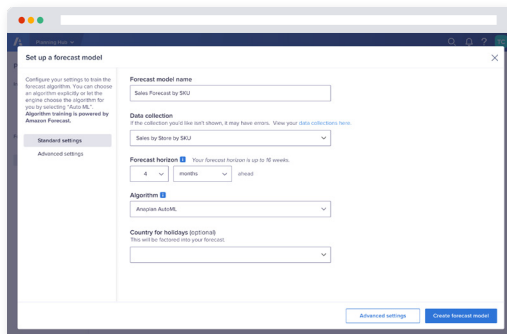 Planning Hub
Set up a forecast model
Configure your settings to train the
forecast algorithm. You can choose
an algorithm explicitly or let the
engine choose the algorithm for
you by selecting "Auto ML".
Algorithm training is powered by
Amazon Forecast.
Standard settings
Advanced settings
Forecast model name
Sales Forecast by SKU
Data collection
If the collection you'd like isn't shown, it may have errors. View your data collections here.
Sales by Store by SKU
Forecast horizon i Your forecast horizon is up to 18 weeks.
4 months ahead
Algorithm i
Anaplan AutoML
Country for holidays (optional)
This will be factored into your forecast.
Advanced settings Create forecast model